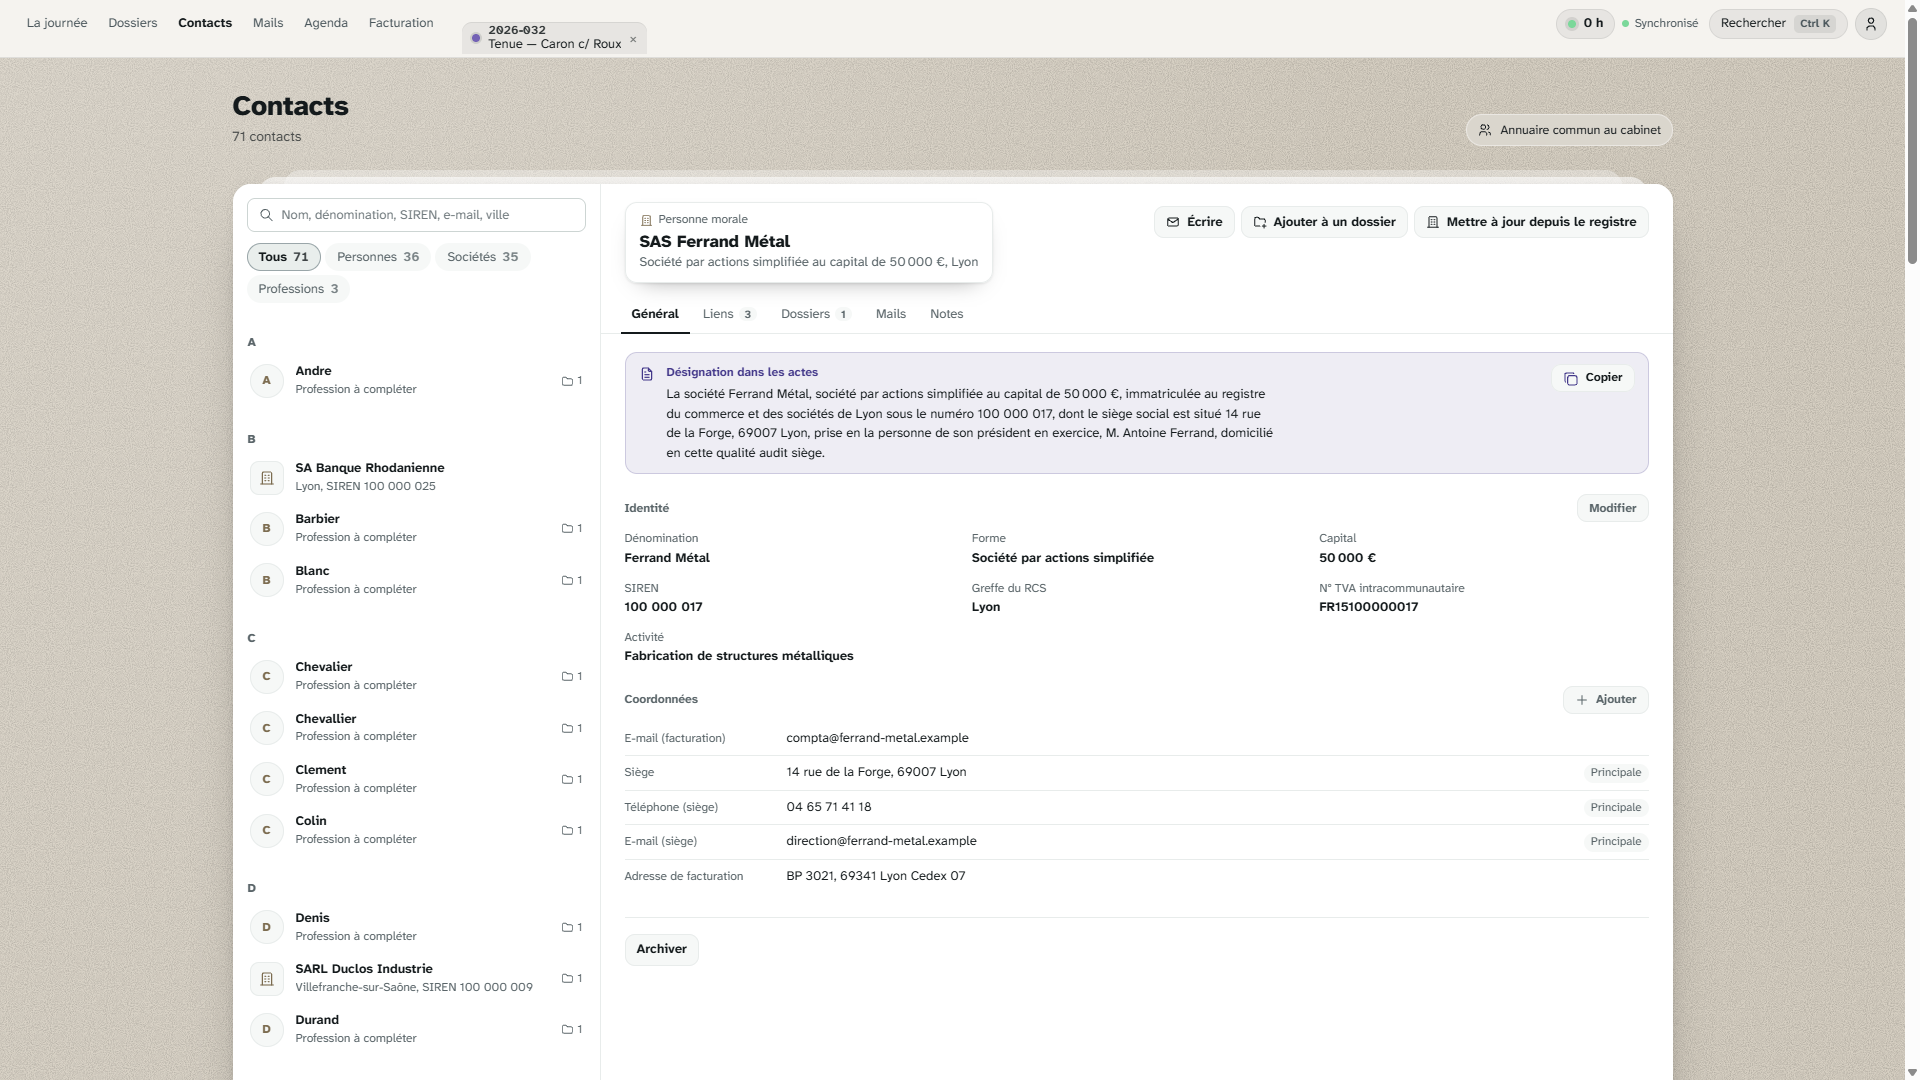 La journée
Dossiers
Contacts
Mails
Agenda
Facturation
2026-032
Tenue — Caron c/ Roux
×
0 h
Synchronisé
Rechercher Ctrl K
Contacts
71 contacts
Annuaire commun au cabinet
Nom, dénomination, SIREN, e-mail, ville
Tous 71
Personnes 36
Sociétés 35
Professions 3
A
A
Andre
Profession à compléter
1
B
SA Banque Rhodanienne
Lyon, SIREN 100 000 025
B
Barbier
Profession à compléter
1
B
Blanc
Profession à compléter
1
C
C
Chevalier
Profession à compléter
1
C
Chevallier
Profession à compléter
1
C
Clement
Profession à compléter
1
C
Colin
Profession à compléter
1
D
D
Denis
Profession à compléter
1
SARL Duclos Industrie
Villefranche-sur-Saône, SIREN 100 000 009
1
D
Durand
Profession à compléter
1
Personne morale
SAS Ferrand Métal
Société par actions simplifiée au capital de 50 000 €, Lyon
Écrire
Ajouter à un dossier
Mettre à jour depuis le registre
Général
Liens 3
Dossiers 1
Mails
Notes
Désignation dans les actes
Copier
La société Ferrand Métal, société par actions simplifiée au capital de 50 000 €, immatriculée au registre
du commerce et des sociétés de Lyon sous le numéro 100 000 017, dont le siège social est situé 14 rue
de la Forge, 69007 Lyon, prise en la personne de son président en exercice, M. Antoine Ferrand, domicilié
en cette qualité audit siège.
Identité
Modifier
Dénomination
Ferrand Métal
Forme
Société par actions simplifiée
Capital
50 000 €
SIREN
100 000 017
Greffe du RCS
Lyon
N° TVA intracommunautaire
FR15100000017
Activité
Fabrication de structures métalliques
Coordonnées
Ajouter
E-mail (facturation)
compta@ferrand-metal.example
Siège
14 rue de la Forge, 69007 Lyon
Principale
Téléphone (siège)
04 65 71 41 18
Principale
E-mail (siège)
direction@ferrand-metal.example
Principale
Adresse de facturation
BP 3021, 69341 Lyon Cedex 07
Archiver